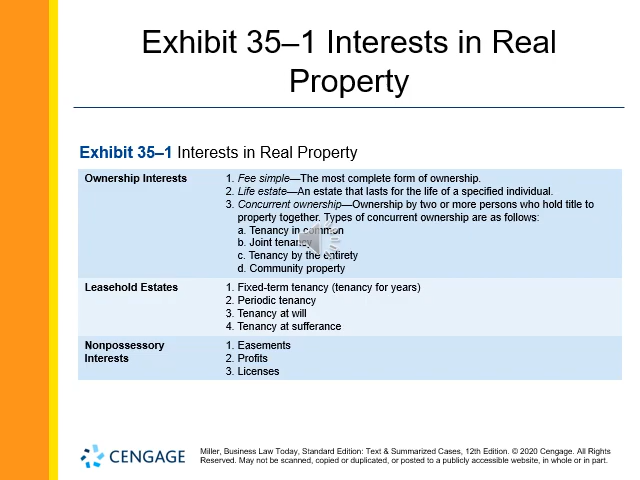 Exhibit 35–1 Interests in Real
Property
Exhibit 35–1 Interests in Real Property
Ownership Interests
1. Fee simple—The most complete form of ownership.
2. Life estate—An estate that lasts for the life of a specified individual.
3. Concurrent ownership—Ownership by two or more persons who hold title to
property together. Types of concurrent ownership are as follows:
a. Tenancy in common
b. Joint tenancy
c. Tenancy by the entirety
d. Community property
Leasehold Estates
1. Fixed-term tenancy (tenancy for years)
2. Periodic tenancy
3. Tenancy at will
4. Tenancy at sufferance
Nonpossessory
Interests
1. Easements
2. Profits
3. Licenses
CENGAGE
Miller, Business Law Today, Standard Edition: Text & Summarized Cases, 12th Edition. © 2020 Cengage. All Rights
Reserved. May not be scanned, copied or duplicated, or posted to a publicly accessible website, in whole or in part.